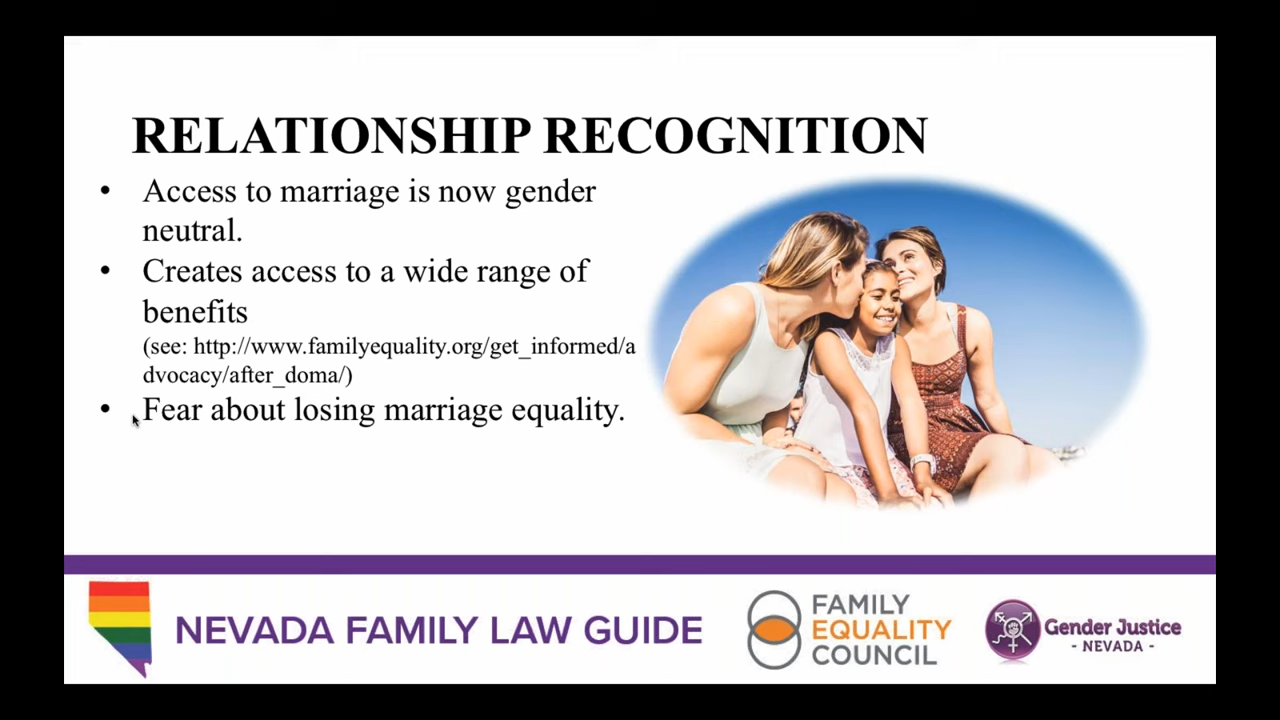 RELATIONSHIP RECOGNITION
• Access to marriage is now gender
neutral.
• Creates access to a wide range of
benefits
(see: http://www.familyequality.org/get_informed/a
dvocacy/after_doma/)
• Fear about losing marriage equality.
NEVADA FAMILY LAW GUIDE
FAMILY
EQUALITY
COUNCIL
Gender Justice
- NEVADA -